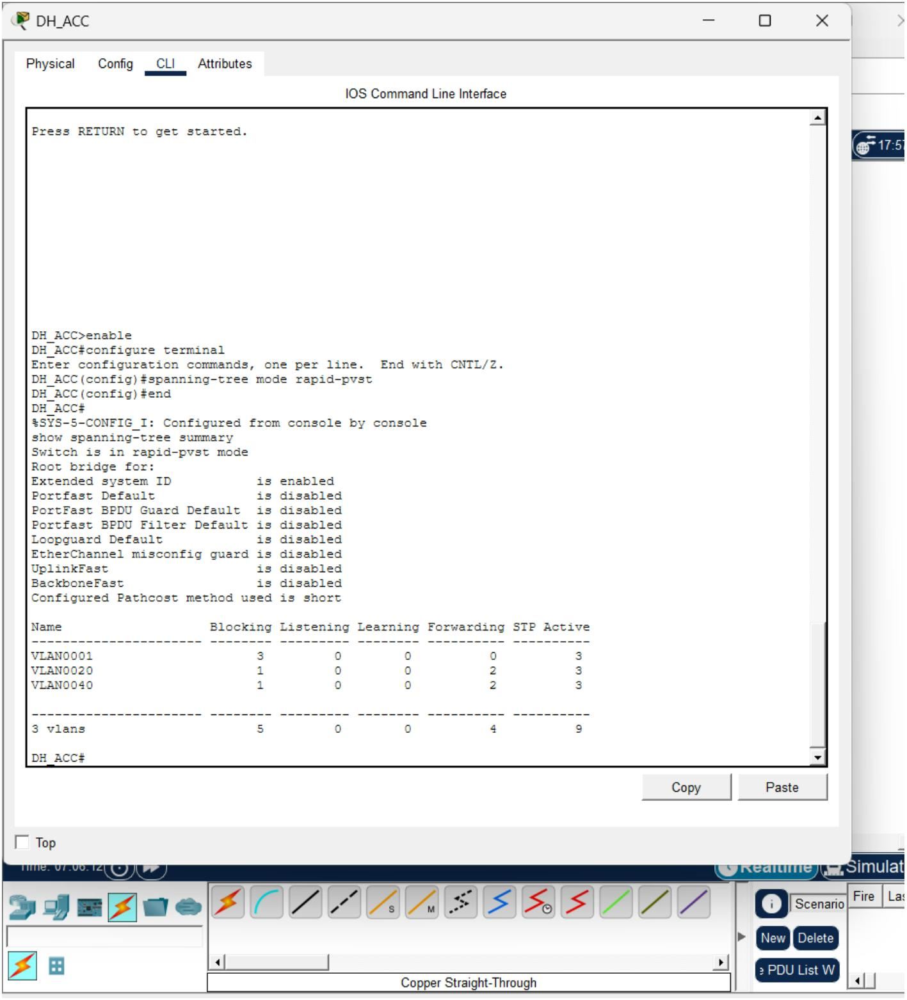 DH_ACC
Physical Config CLI Attributes
IOS Command Line Interface
Press RETURN to get started.
17:57
DH_ACC>enable
DH_ACC#configure terminal
Enter configuration commands, one per line.  End with CNTL/Z.
DH_ACC(config)#spanning-tree mode rapid-pvst
DH_ACC(config)#end
DH_ACC#
%SYS-5-CONFIG_I: Configured from console by console
show spanning-tree summary
Switch is in rapid-pvst mode
Root bridge for:
Extended system ID           is enabled
Portfast Default             is disabled
PortFast BPDU Guard Default  is disabled
Portfast BPDU Filter Default is disabled
Loopguard Default            is disabled
EtherChannel misconfig guard is disabled
UplinkFast                   is disabled
BackboneFast                 is disabled
Configured Pathcost method used is short
Name                   Blocking Listening Learning Forwarding STP Active
---------------------- -------- --------- -------- ---------- ----------
VLAN0001                     3         0        0          0          3
VLAN0020                     1         0        0          2          3
VLAN0040                     1         0        0          2          3
---------------------- -------- --------- -------- ---------- ----------
3 vlans                      5         0        0          4          9
DH_ACC#
Copy Paste
Top
Time: 07:06:12 Realtime Simulat
S M
Scenario Fire Las
New Delete
e PDU List W
Copper Straight-Through